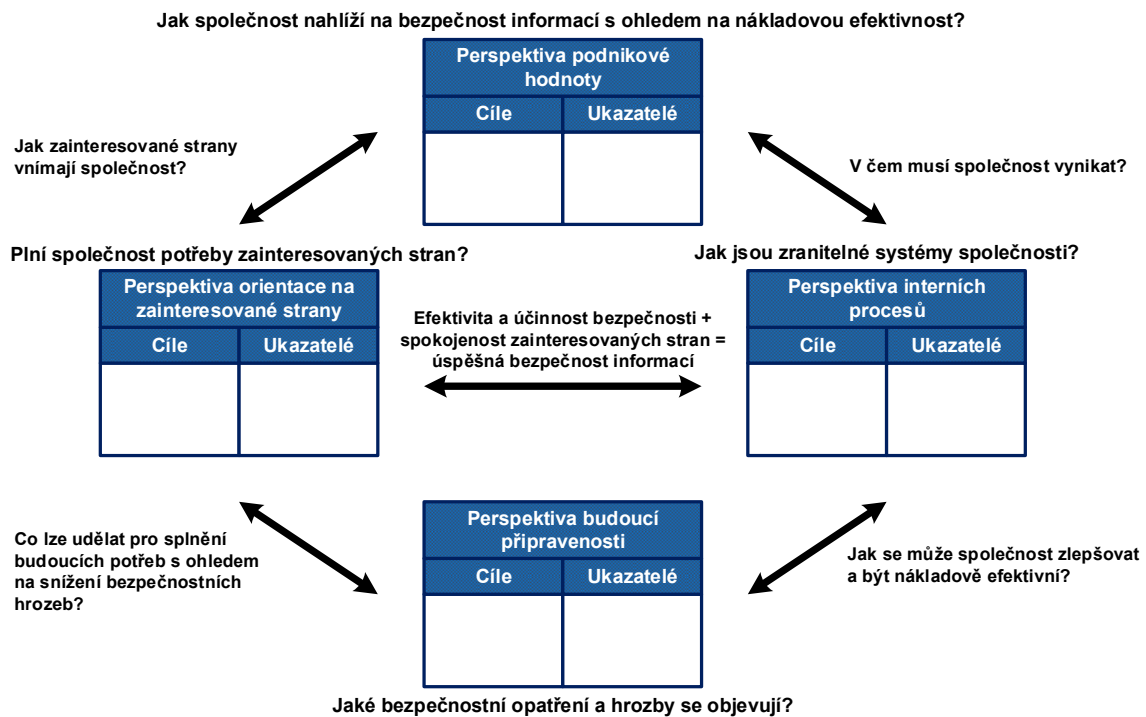 Jak společnost nahlíží na bezpečnost informací s ohledem na nákladovou efektivnost?
Perspektiva podnikové
hodnoty
Cíle
Ukazatelé
Jak zainteresované strany
vnímají společnost?
V čem musí společnost vynikat?
Plní společnost potřeby zainteresovaných stran?
Perspektiva orientace na
zainteresované strany
Cíle
Ukazatelé
Efektivita a účinnost bezpečnosti +
spokojenost zainteresovaných stran =
úspěšná bezpečnost informací
Jak jsou zranitelné systémy společnosti?
Perspektiva interních
procesů
Cíle
Ukazatelé
Co lze udělat pro splnění
budoucích potřeb s ohledem
na snížení bezpečnostních
hrozeb?
Perspektiva budoucí
připravenosti
Cíle
Ukazatelé
Jak se může společnost zlepšovat
a být nákladově efektivní?
Jaké bezpečnostní opatření a hrozby se objevují?